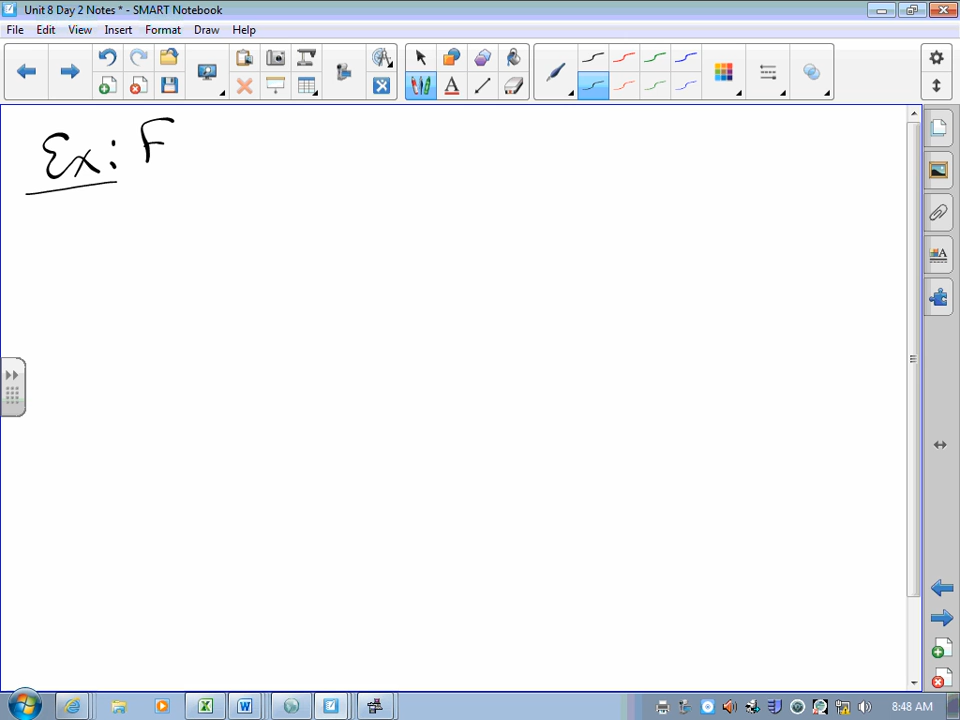 Unit 8 Day 2 Notes * - SMART Notebook
File Edit View Insert Format Draw Help
Ex: F
8:48 AM